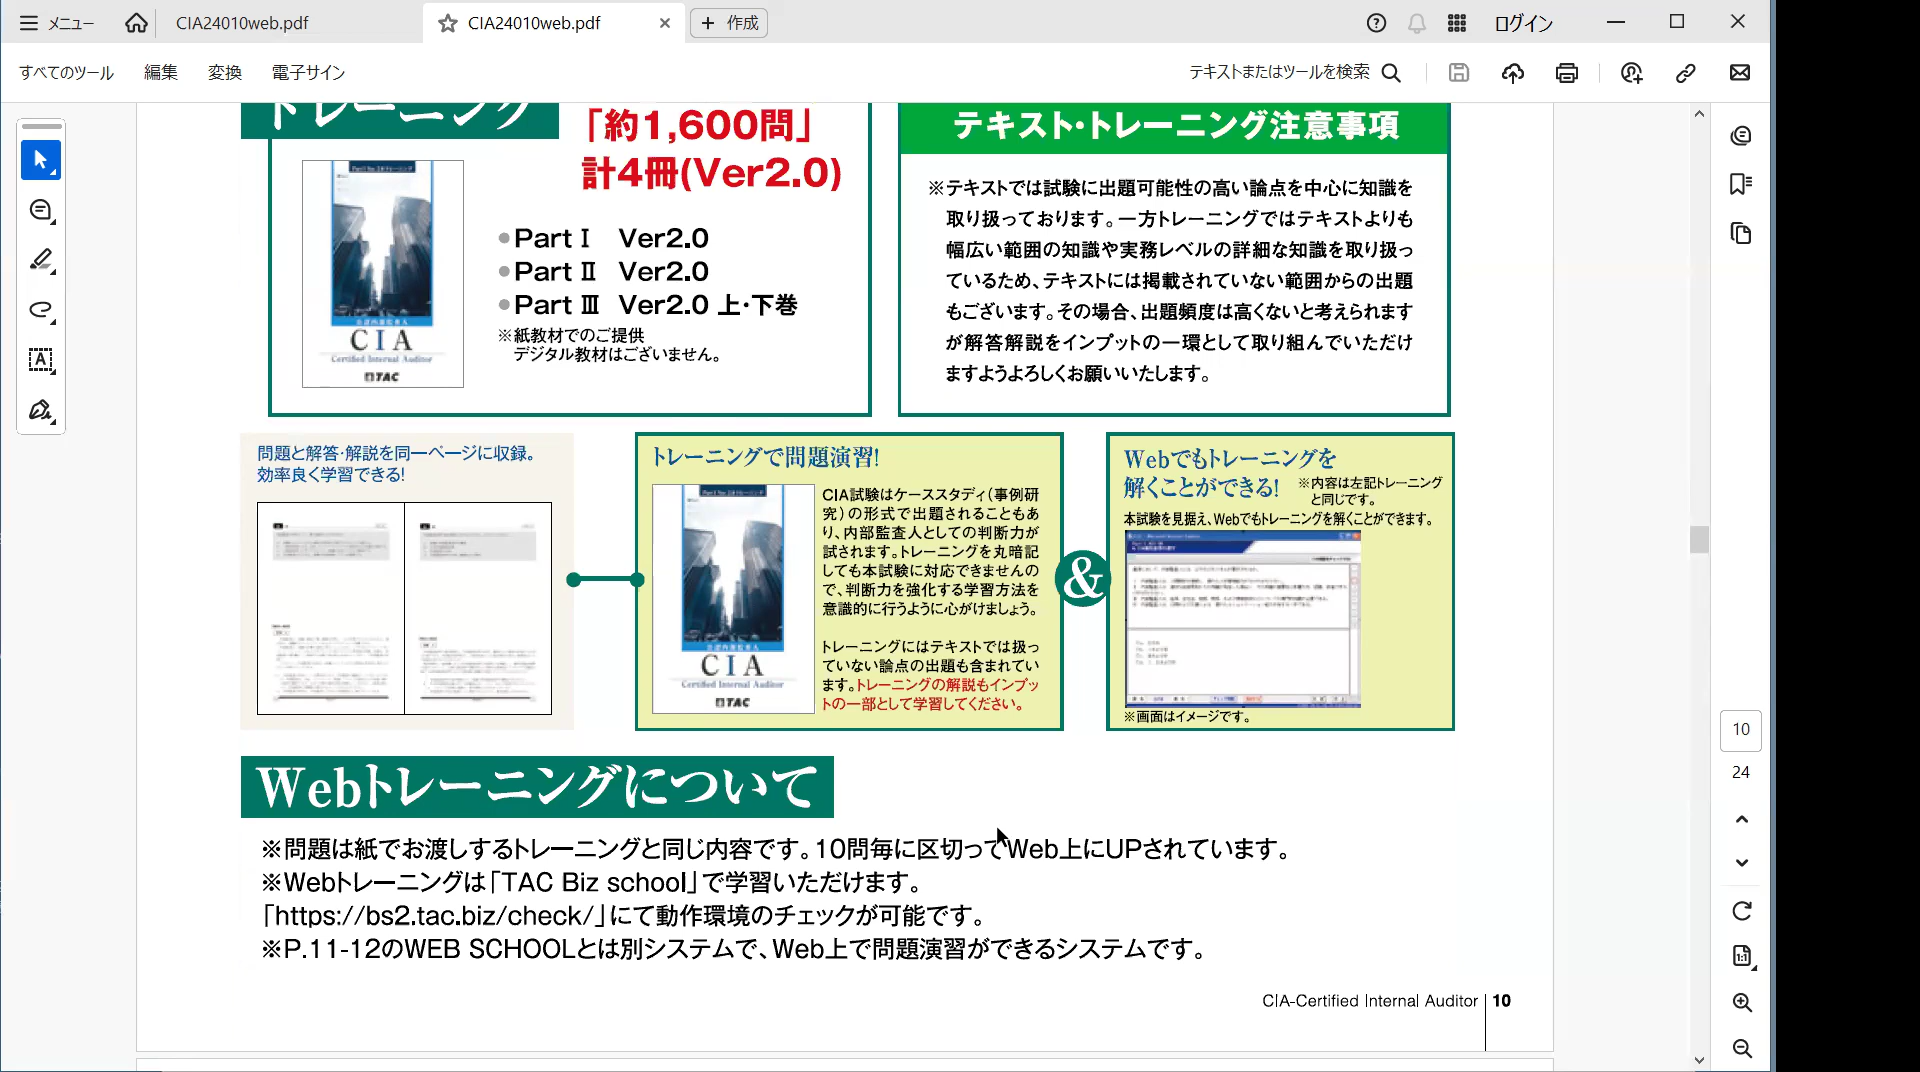 メニュー
CIA24010web.pdf
CIA24010web.pdf
作成
ログイン
すべてのツール
編集
変換
電子サイン
テキストまたはツールを検索
トレーニング
「約1,600問」
計4冊(Ver2.0)
●Part Ⅰ Ver2.0
●Part Ⅱ Ver2.0
●Part Ⅲ Ver2.0 上・下巻
※紙教材でのご提供
デジタル教材はございません。
公認内部監査人
CIA
Certified Internal Auditor
TAC
テキスト・トレーニング注意事項
※テキストでは試験に出題可能性の高い論点を中心に知識を
取り扱っております。一方トレーニングではテキストよりも
幅広い範囲の知識や実務レベルの詳細な知識を取り扱っ
ているため、テキストには掲載されていない範囲からの出題
もございます。その場合、出題頻度は高くないと考えられます
が解答解説をインプットの一環として取り組んでいただけ
ますようよろしくお願いいたします。
問題と解答・解説を同一ページに収録。
効率良く学習できる!
トレーニングで問題演習!
公認内部監査人
CIA
Certified Internal Auditor
TAC
CIA試験はケーススタディ(事例研
究)の形式で出題されることもあ
り、内部監査人としての判断力が
試されます。トレーニングを丸暗記
しても本試験に対応できませんの
で、判断力を強化する学習方法を
意識的に行うように心がけましょう。
トレーニングにはテキストでは扱っ
ていない論点の出題も含まれてい
ます。トレーニングの解説もインプッ
トの一部として学習してください。
&
Webでもトレーニングを
解くことができる!
※内容は左記トレーニング
と同じです。
本試験を見据え、Webでもトレーニングを解くことができます。
※画面はイメージです。
Webトレーニングについて
※問題は紙でお渡しするトレーニングと同じ内容です。10問毎に区切ってWeb上にUPされています。
※Webトレーニングは「TAC Biz school」で学習いただけます。
「https://bs2.tac.biz/check/」にて動作環境のチェックが可能です。
※P.11-12のWEB SCHOOLとは別システムで、Web上で問題演習ができるシステムです。
CIA-Certified Internal Auditor 10
10
24